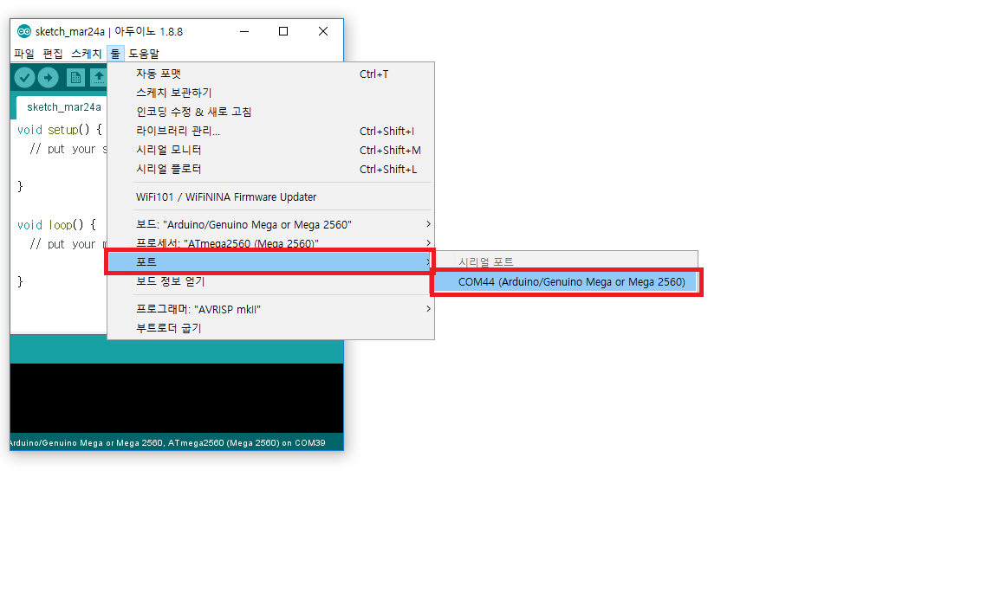 sketch_mar24a | 아두이노 1.8.8
파일 편집 스케치 툴 도움말
sketch_mar24a
void setup() {
// put your s
}
void loop() {
// put your m
}
자동 포맷 Ctrl+T
스케치 보관하기
인코딩 수정 & 새로 고침
라이브러리 관리... Ctrl+Shift+I
시리얼 모니터 Ctrl+Shift+M
시리얼 플로터 Ctrl+Shift+L
WiFi101 / WiFiNINA Firmware Updater
보드: "Arduino/Genuino Mega or Mega 2560"
프로세서: "ATmega2560 (Mega 2560)"
포트
보드 정보 얻기
프로그래머: "AVRISP mkII"
부트로더 굽기
시리얼 포트
COM44 (Arduino/Genuino Mega or Mega 2560)
Arduino/Genuino Mega or Mega 2560, ATmega2560 (Mega 2560) on COM39